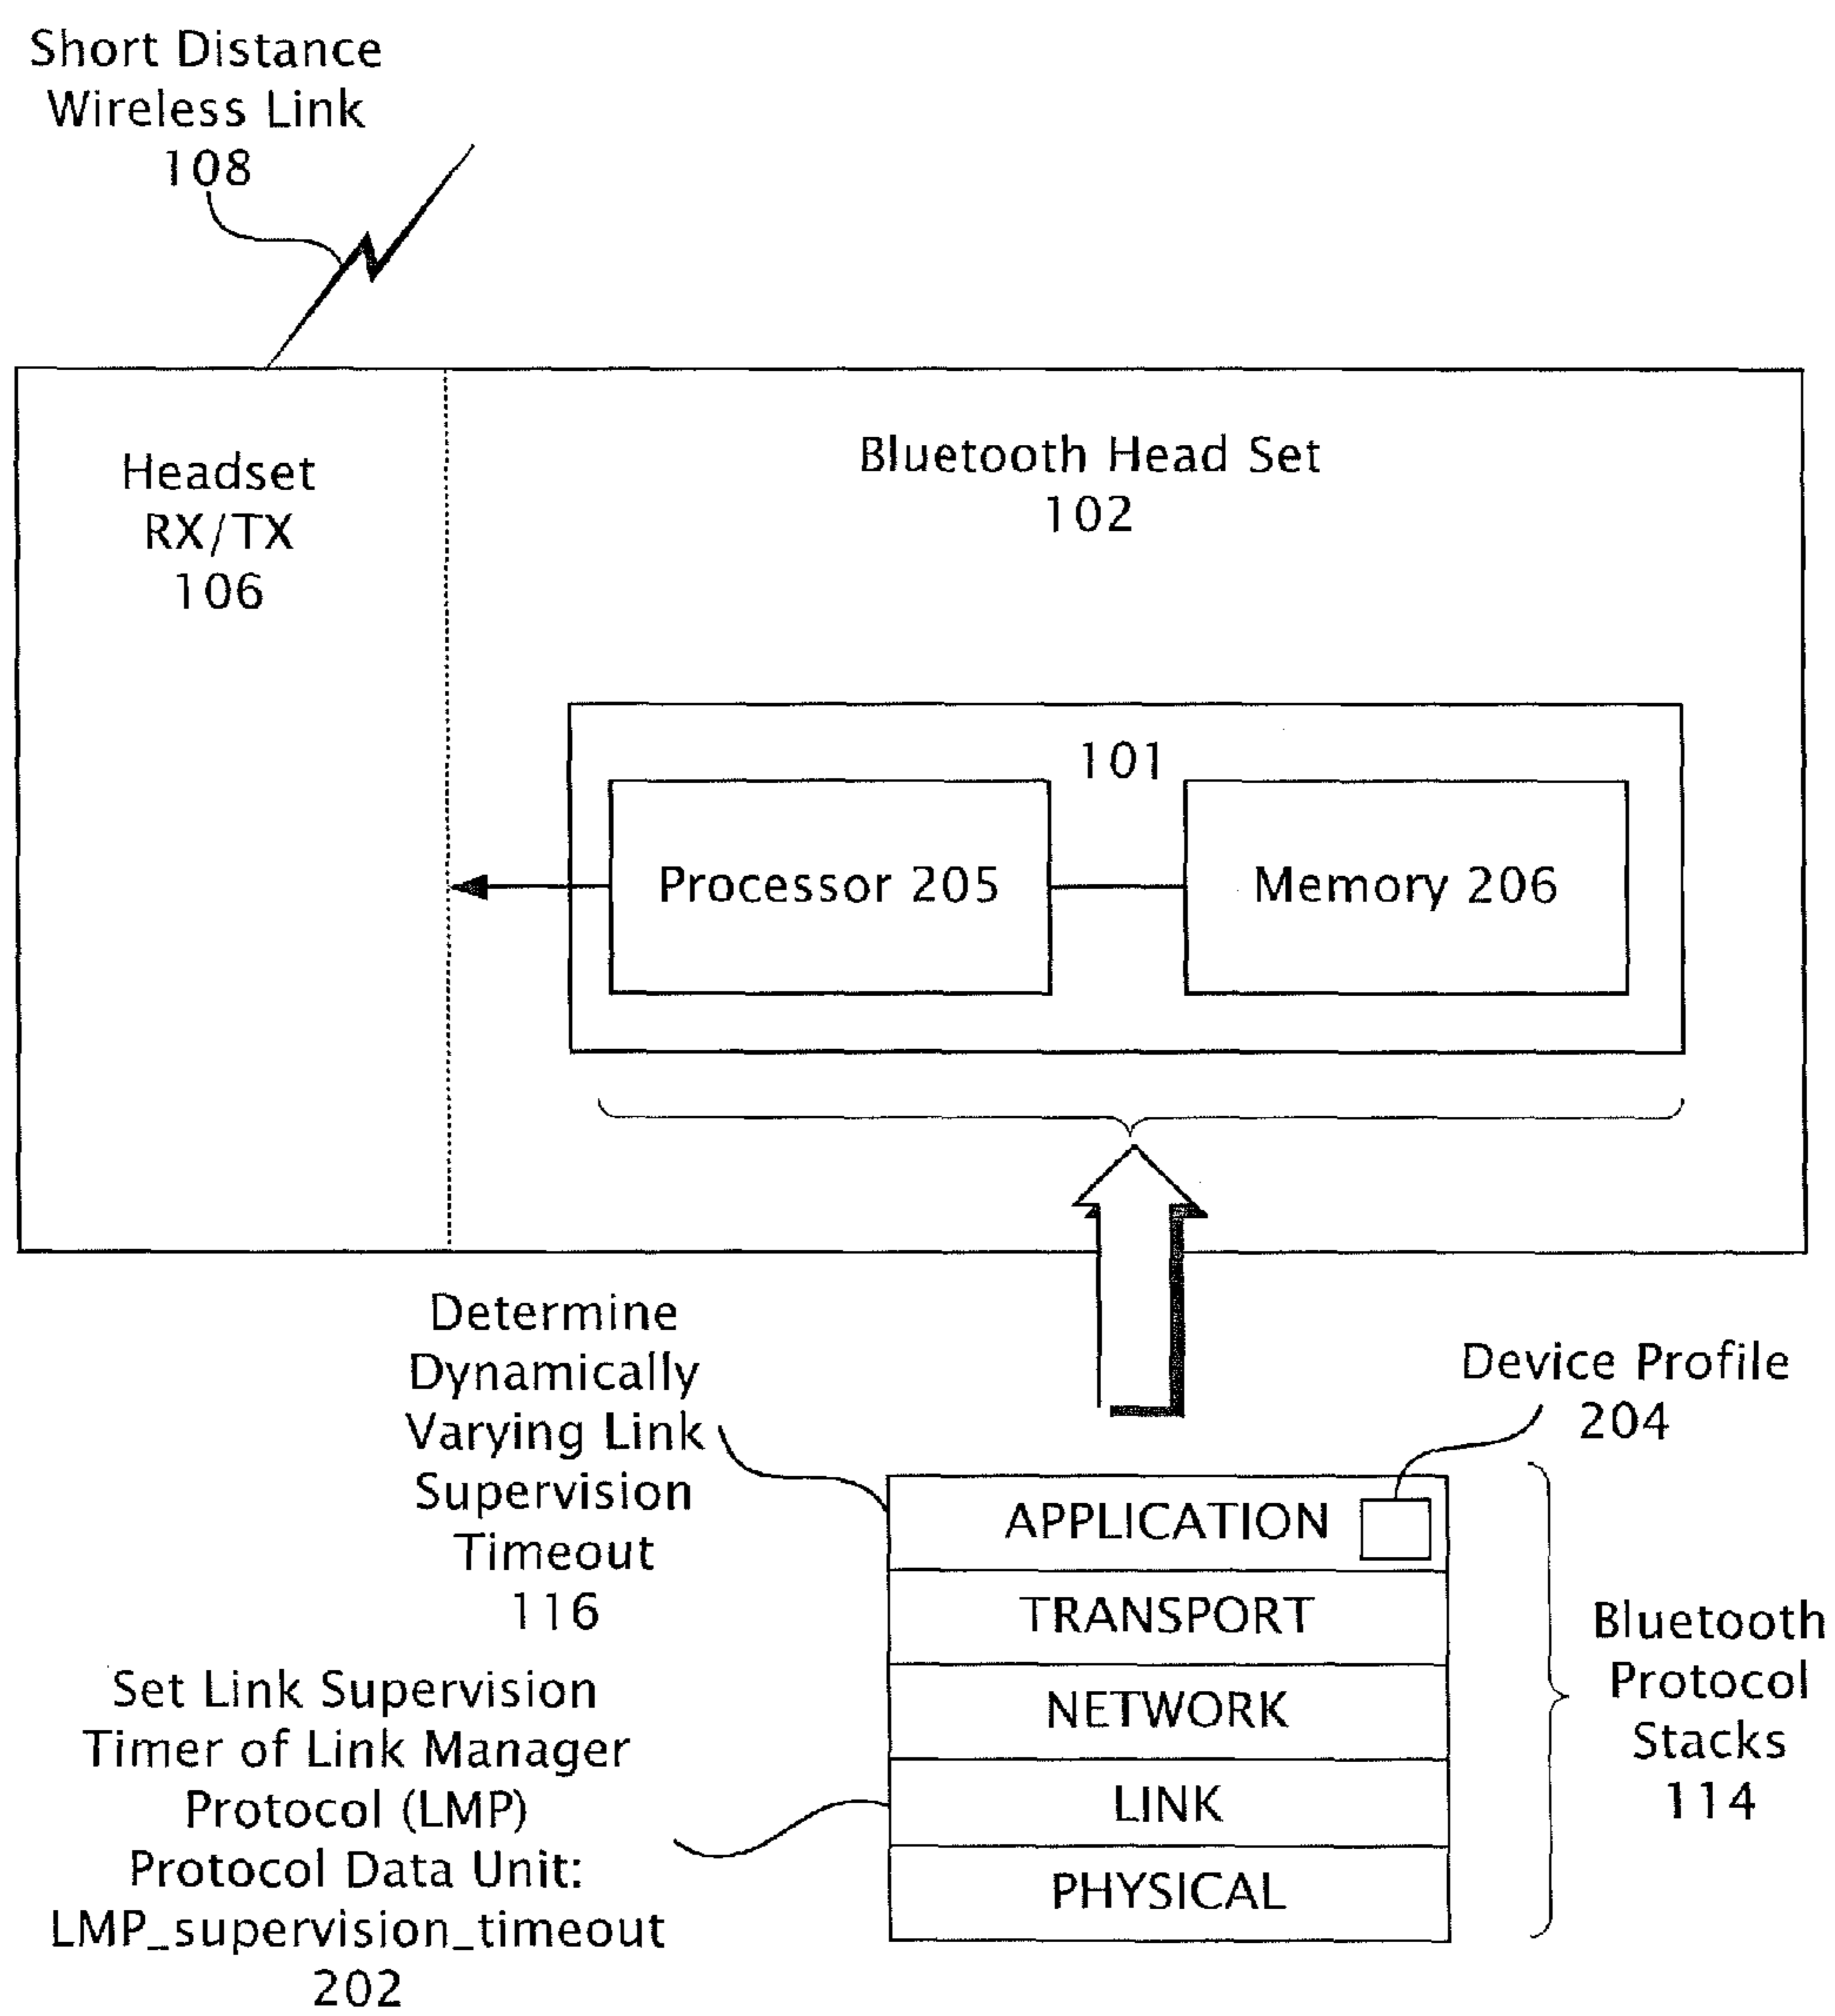 Short Distance
Wireless Link
108
Headset
RX/TX
106
Bluetooth Head Set
102
101
Processor 205
Memory 206
Determine
Dynamically
Varying Link
Supervision
Timeout
116
Device Profile
204
APPLICATION
TRANSPORT
NETWORK
LINK
PHYSICAL
Bluetooth
Protocol
Stacks
114
Set Link Supervision
Timer of Link Manager
Protocol (LMP)
Protocol Data Unit:
LMP_supervision_timeout
202